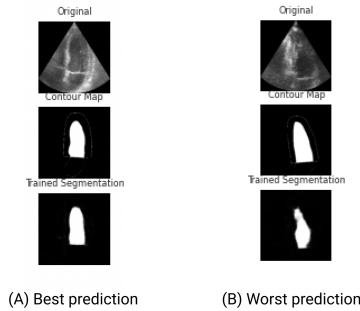 Original
Contour Map
Trained Segmentation
(A) Best prediction
Original
Contour Map
Trained Segmentation
(B) Worst prediction